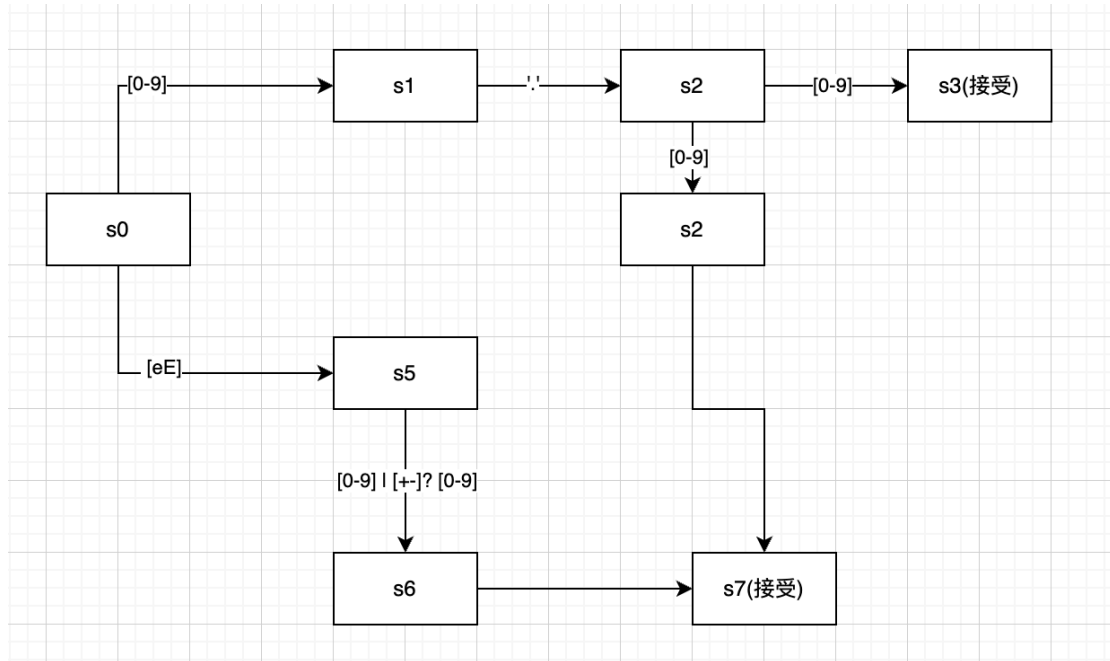 [0-9]
s1
'.'
s2
[0-9]
s3(接受)
[0-9]
s0
s2
[eE]
s5
[0-9] | [+-]? [0-9]
s6
s7(接受)